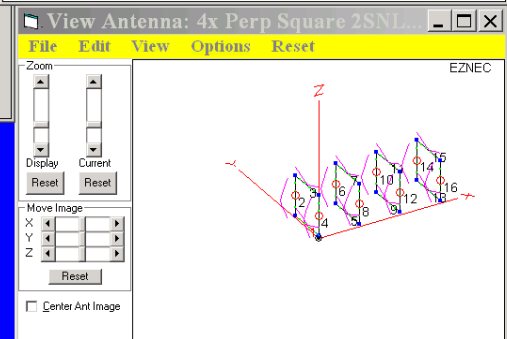 View Antenna: 4x Perp Square 2SNL...
File Edit View Options Reset
Zoom
Display Current
Reset Reset
Move Image
X
Y
Z
Reset
Center Ant Image
EZNEC
Z
Y
X
2 3 4
5 6 7 8
9 10 11 12
13 14 15 16